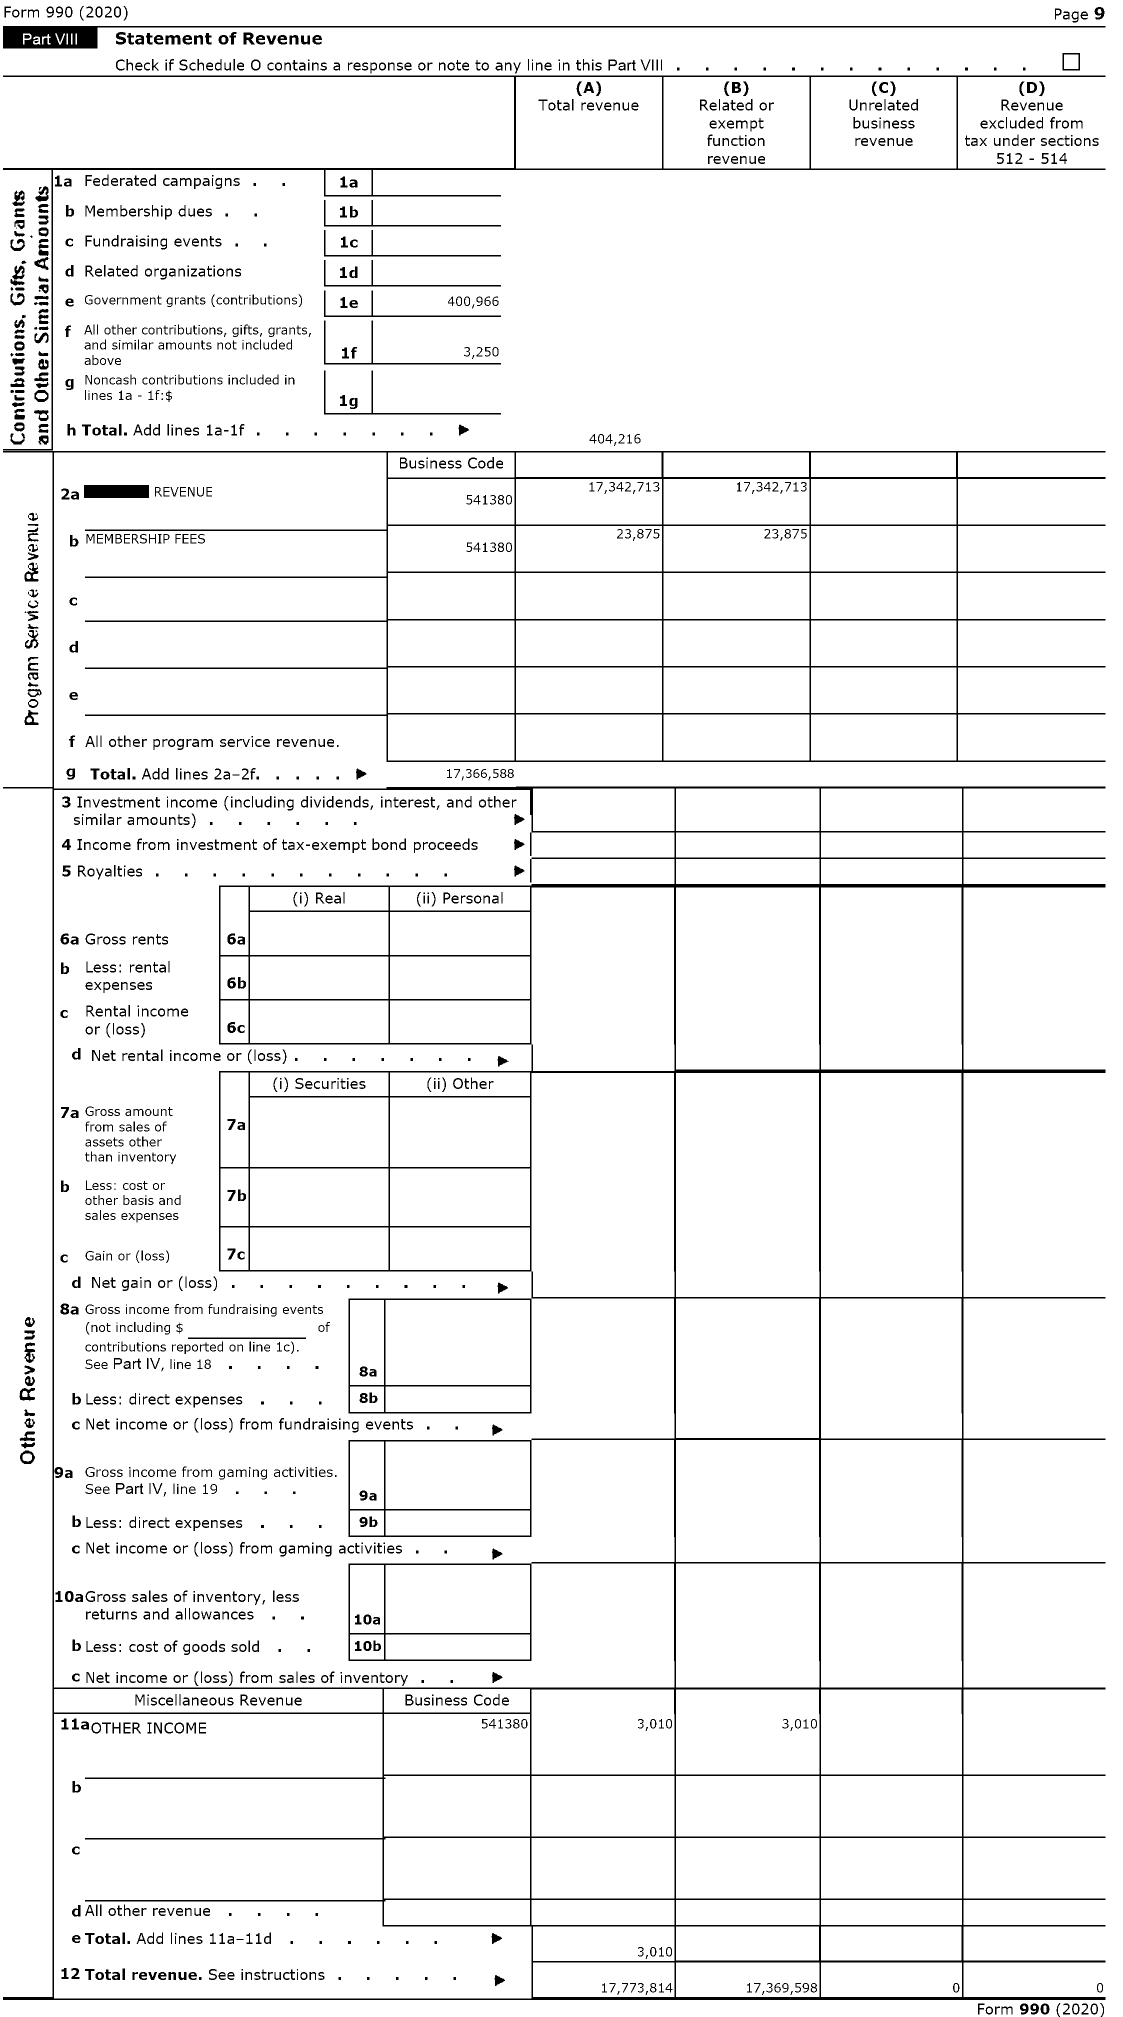 Form 990 (2020) Page 9
Part VIII Statement of Revenue
Check if Schedule O contains a response or note to any line in this Part VIII . . . . . . . . . . . . .
(A) Total revenue
(B) Related or exempt function revenue
(C) Unrelated business revenue
(D) Revenue excluded from tax under sections 512 - 514
Contributions, Gifts, Grants and Other Similar Amounts
1a Federated campaigns . . 1a
b Membership dues . . 1b
c Fundraising events . . 1c
d Related organizations 1d
e Government grants (contributions) 1e 400,966
f All other contributions, gifts, grants,
and similar amounts not included
above 1f 3,250
g Noncash contributions included in
lines 1a - 1f:$ 1g
h Total. Add lines 1a-1f . . . . . . . ▶ 404,216
Program Service Revenue
Business Code
2a REVENUE 541380 17,342,713 17,342,713
b MEMBERSHIP FEES 541380 23,875 23,875
c
d
e
f All other program service revenue.
g Total. Add lines 2a–2f. . . . . ▶ 17,366,588
Other Revenue
3 Investment income (including dividends, interest, and other
similar amounts) . . . . . . ▶
4 Income from investment of tax-exempt bond proceeds ▶
5 Royalties . . . . . . . . . . . ▶
(i) Real (ii) Personal
6a Gross rents 6a
b Less: rental
expenses 6b
c Rental income
or (loss) 6c
d Net rental income or (loss) . . . . . . . ▶
(i) Securities (ii) Other
7a Gross amount
from sales of
assets other
than inventory 7a
b Less: cost or
other basis and
sales expenses 7b
c Gain or (loss) 7c
d Net gain or (loss) . . . . . . . . . ▶
8a Gross income from fundraising events
(not including $ of
contributions reported on line 1c).
See Part IV, line 18 . . . . 8a
b Less: direct expenses . . . 8b
c Net income or (loss) from fundraising events . . ▶
9a Gross income from gaming activities.
See Part IV, line 19 . . . 9a
b Less: direct expenses . . . 9b
c Net income or (loss) from gaming activities . . ▶
10a Gross sales of inventory, less
returns and allowances . . 10a
b Less: cost of goods sold . . 10b
c Net income or (loss) from sales of inventory . . ▶
Miscellaneous Revenue Business Code
11a OTHER INCOME 541380 3,010 3,010
b
c
d All other revenue . . . .
e Total. Add lines 11a–11d . . . . . . ▶ 3,010
12 Total revenue. See instructions . . . . . ▶ 17,773,814 17,369,598 0 0
Form 990 (2020)